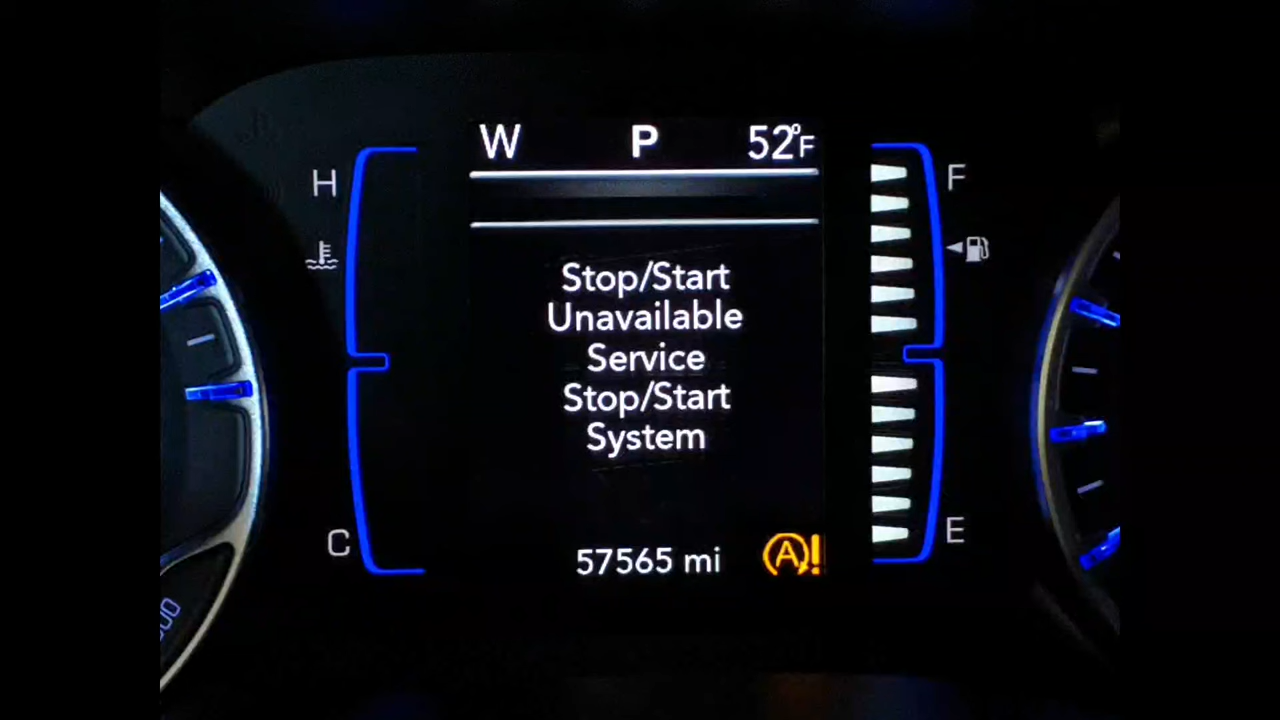 W P 52°F
H F
Stop/Start
Unavailable
Service
Stop/Start
System
C E
57565 mi A!